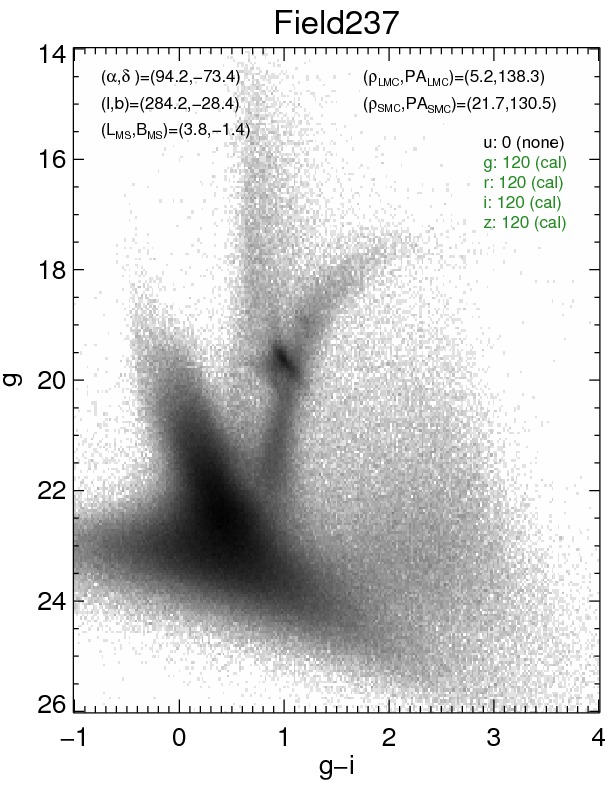 Field237
(α,δ )=(94.2,−73.4)
(l,b)=(284.2,−28.4)
(LMS,BMS)=(3.8,−1.4)
(ρLMC,PALMC)=(5.2,138.3)
(ρSMC,PASMC)=(21.7,130.5)
u: 0 (none)
g: 120 (cal)
r: 120 (cal)
i: 120 (cal)
z: 120 (cal)
14
16
18
20
22
24
26
g
−1 0 1 2 3 4
g−i